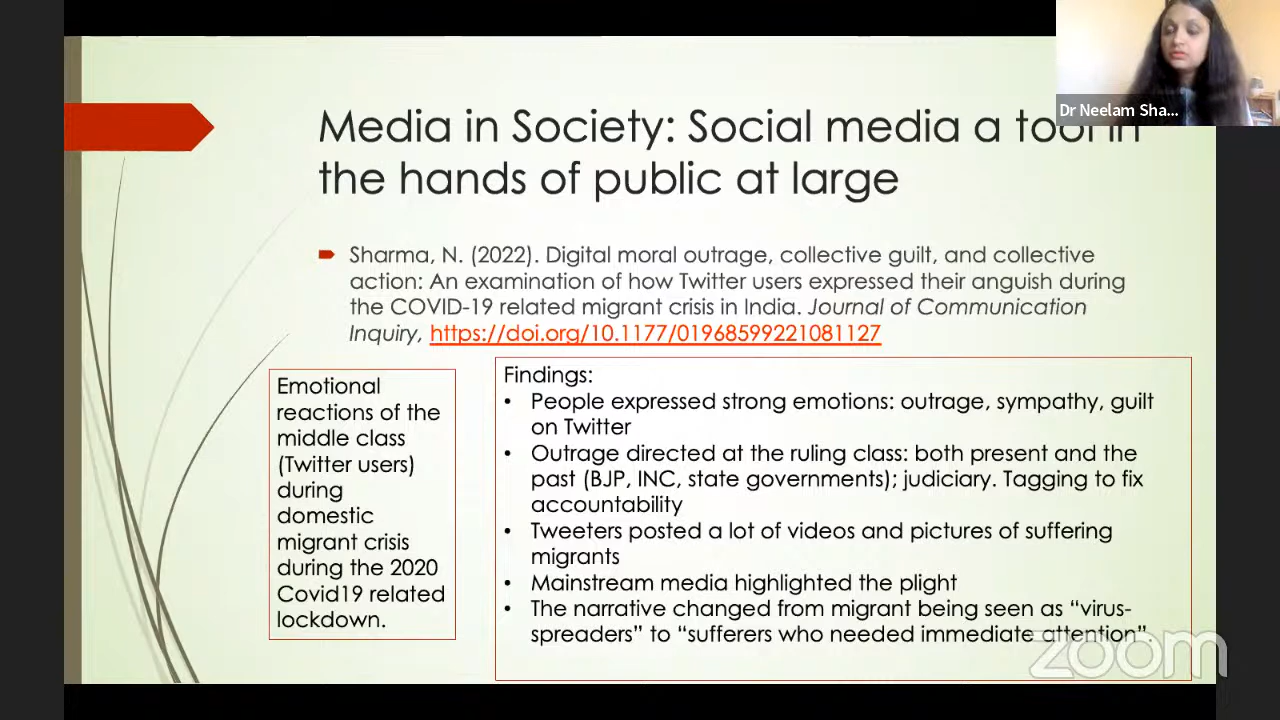 Dr Neelam Sha...
Media in Society: Social media a tool in
the hands of public at large
Sharma, N. (2022). Digital moral outrage, collective guilt, and collective
action: An examination of how Twitter users expressed their anguish during
the COVID-19 related migrant crisis in India. Journal of Communication
Inquiry, https://doi.org/10.1177/01968599221081127
Emotional
reactions of the
middle class
(Twitter users)
during
domestic
migrant crisis
during the 2020
Covid19 related
lockdown.
Findings:
• People expressed strong emotions: outrage, sympathy, guilt
on Twitter
• Outrage directed at the ruling class: both present and the
past (BJP, INC, state governments); judiciary. Tagging to fix
accountability
• Tweeters posted a lot of videos and pictures of suffering
migrants
• Mainstream media highlighted the plight
• The narrative changed from migrant being seen as “virus-
spreaders” to “sufferers who needed immediate attention”.
zoom